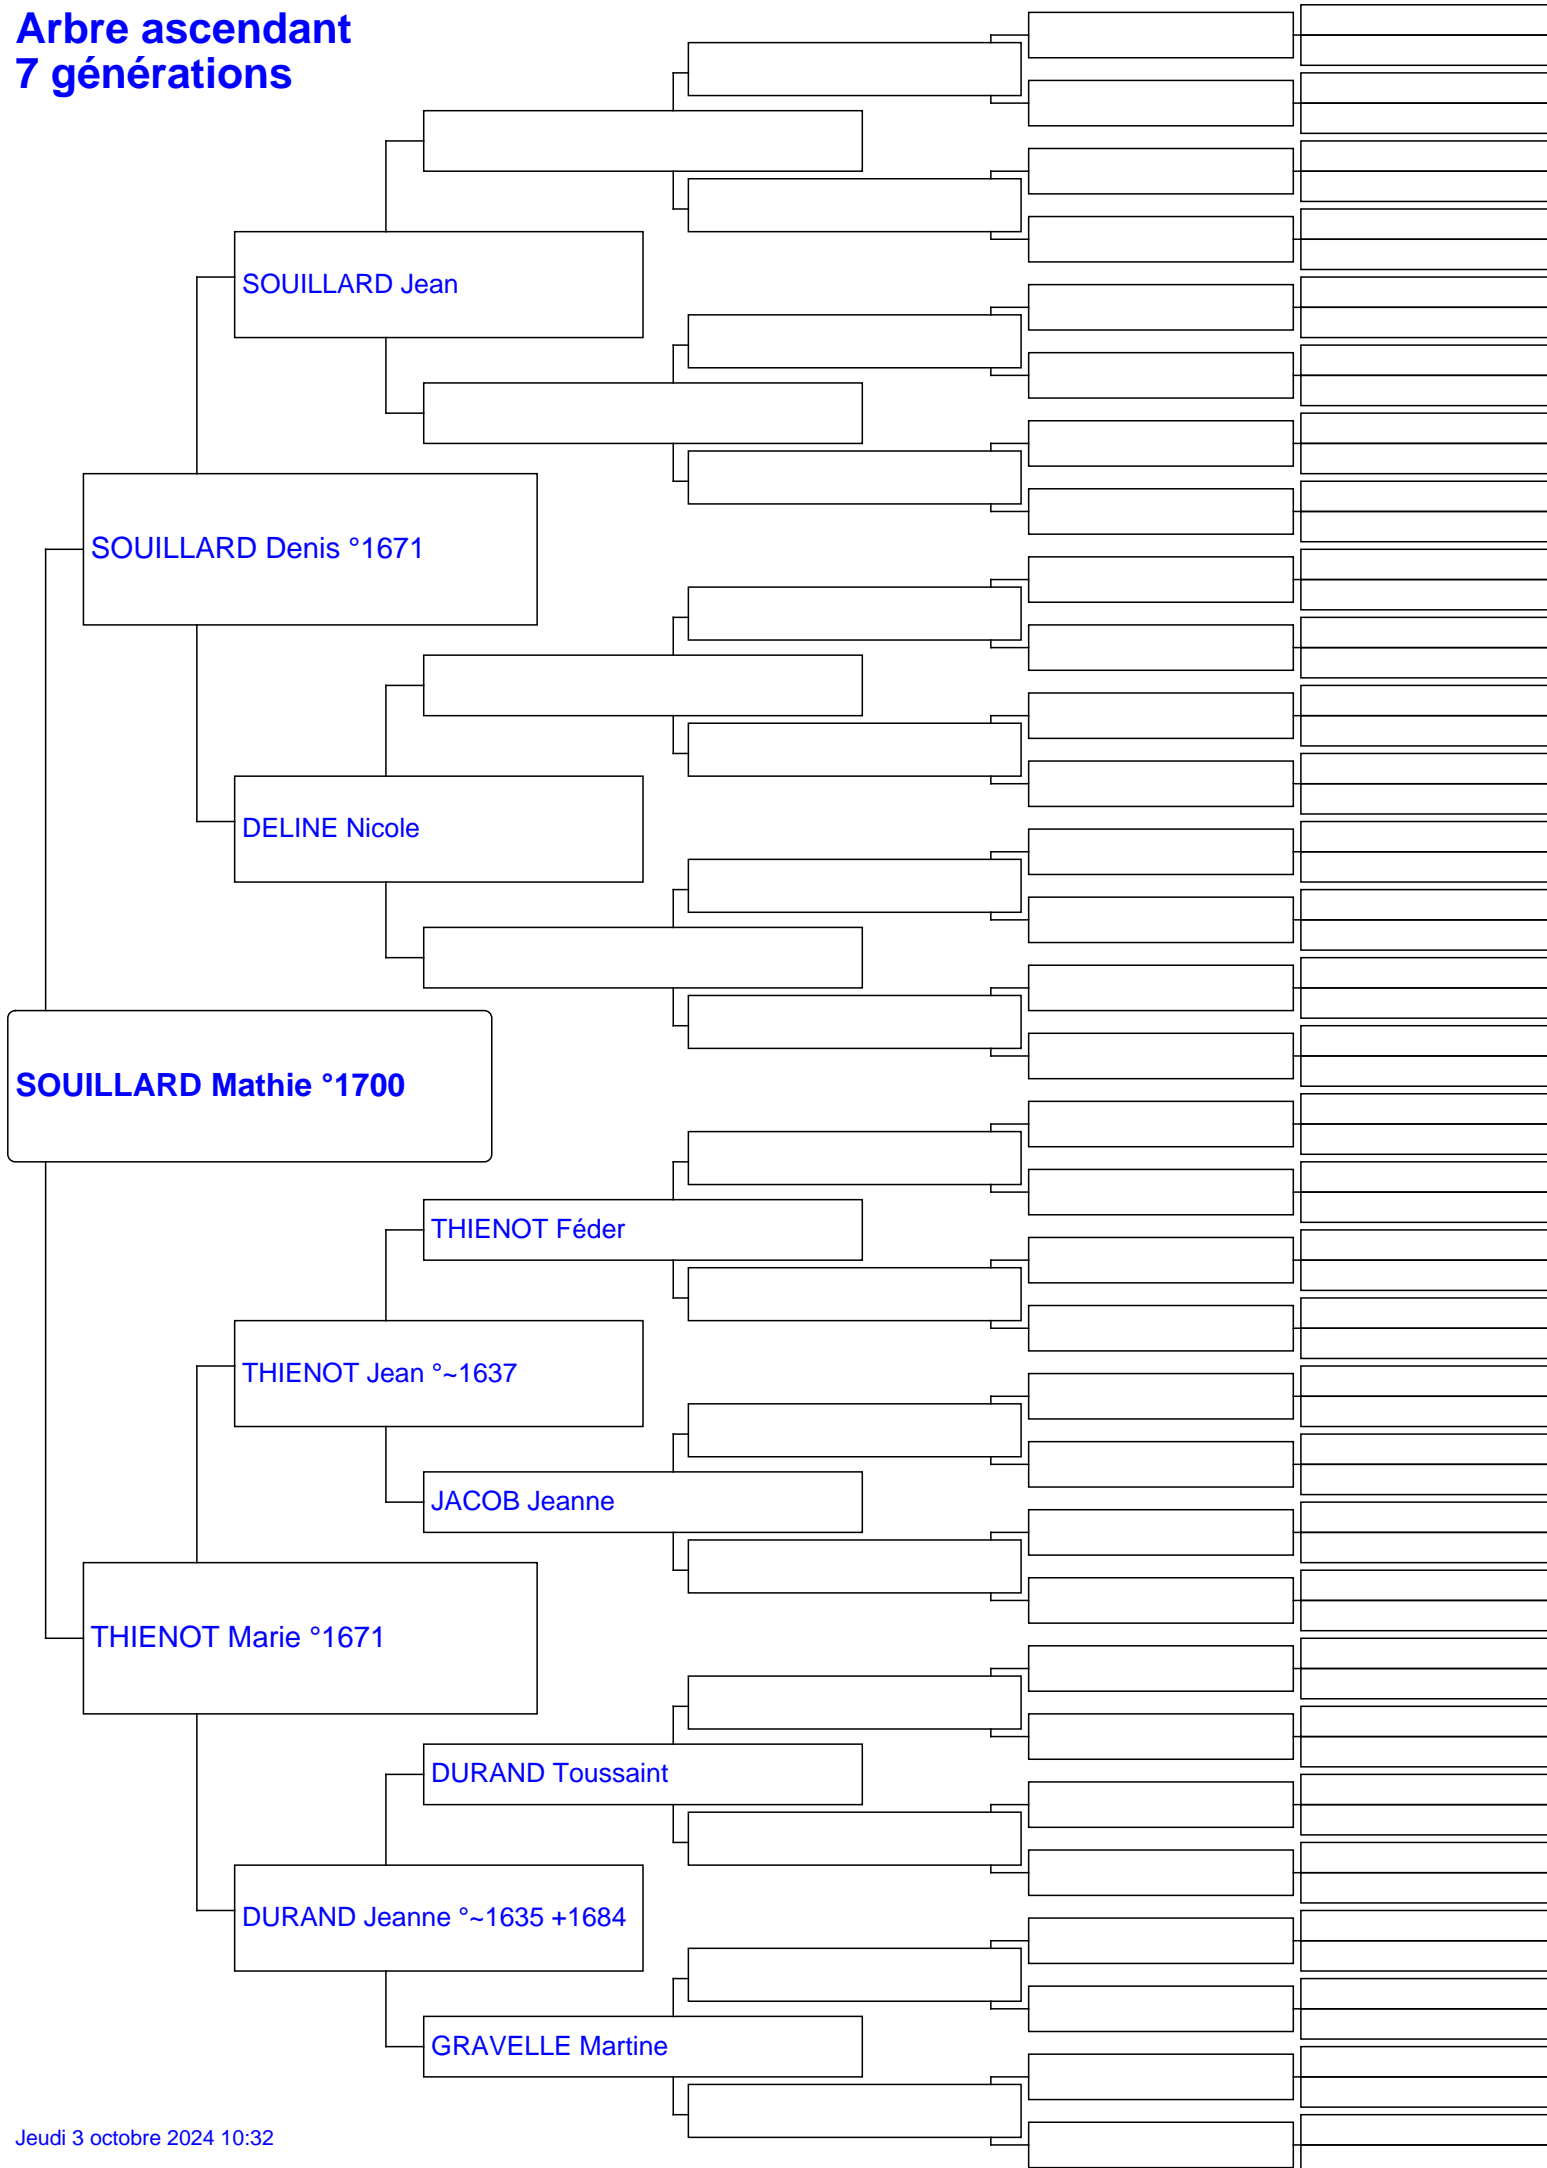 Arbre ascendant
7 générations
SOUILLARD Jean
SOUILLARD Denis °1671
DELINE Nicole
SOUILLARD Mathie °1700
THIENOT Féder
THIENOT Jean °~1637
JACOB Jeanne
THIENOT Marie °1671
DURAND Toussaint
DURAND Jeanne °~1635 +1684
GRAVELLE Martine
Jeudi 3 octobre 2024 10:32